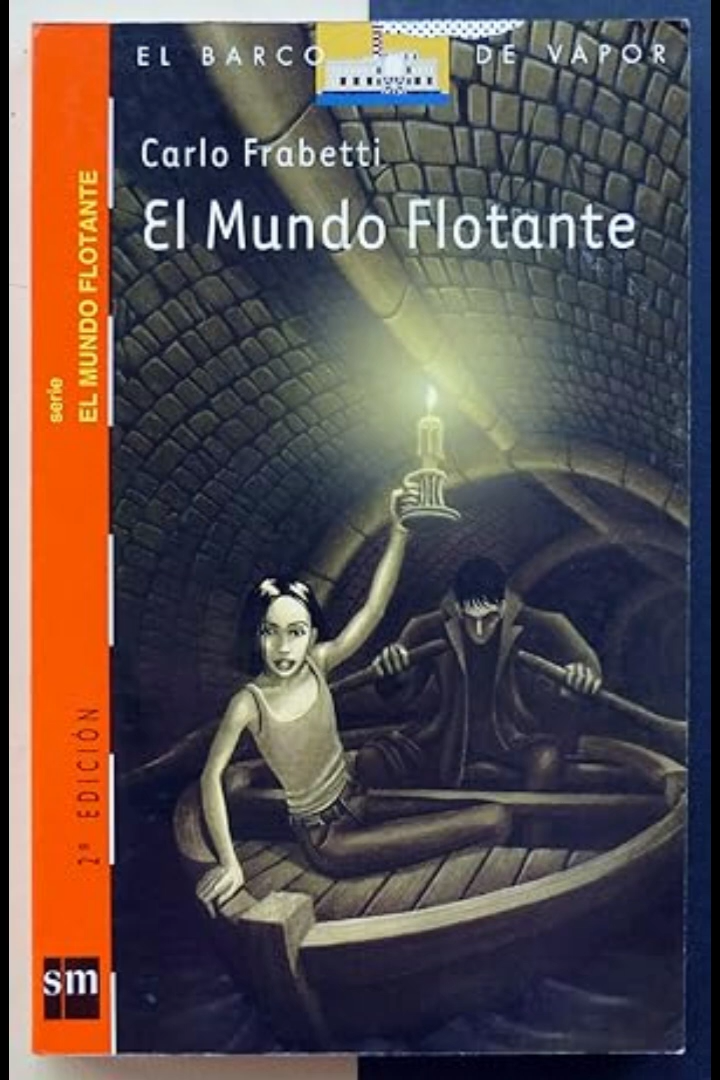 EL BARCO DE VAPOR
Carlo Frabetti
El Mundo Flotante
serie
EL MUNDO FLOTANTE
2ª EDICIÓN
sm